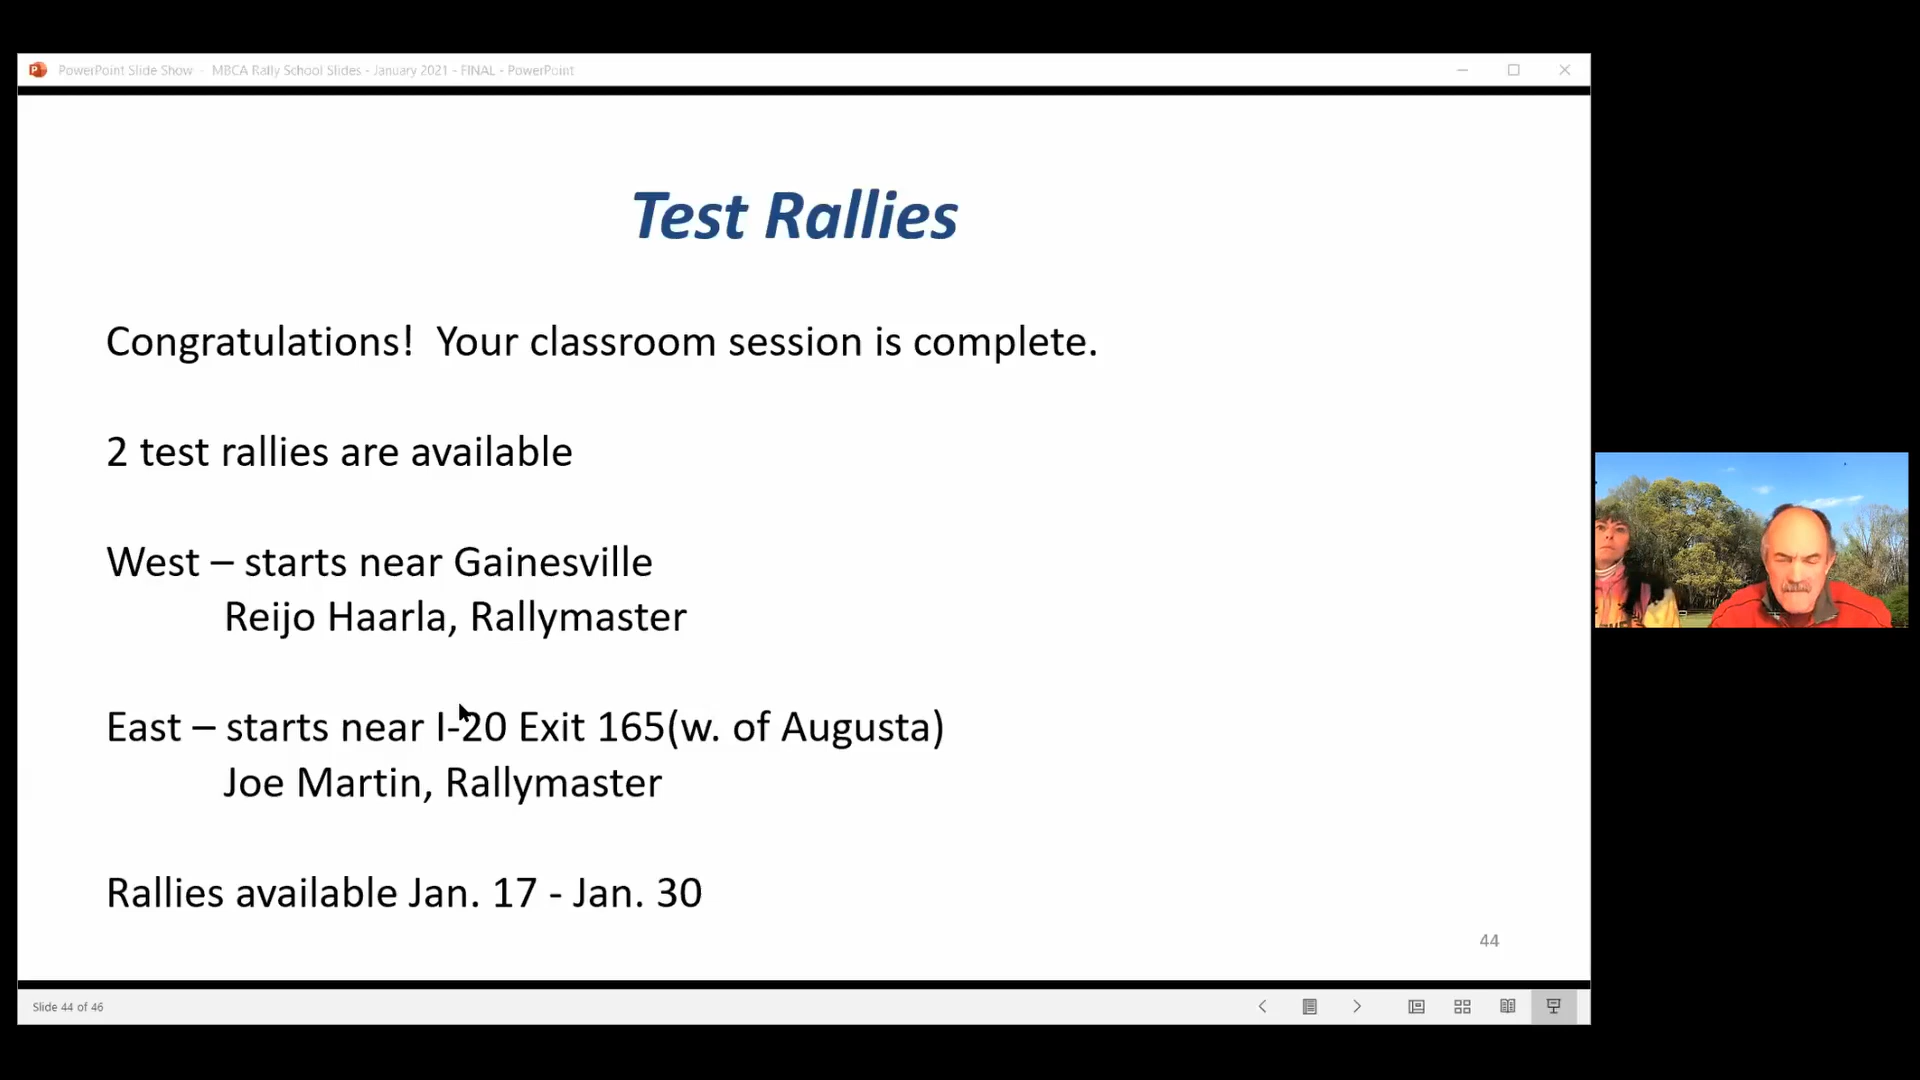 PowerPoint Slide Show - MBCA Rally School Slides - January 2021 - FINAL - PowerPoint
Test Rallies
Congratulations! Your classroom session is complete.
2 test rallies are available
West – starts near Gainesville
Reijo Haarla, Rallymaster
East – starts near I-20 Exit 165(w. of Augusta)
Joe Martin, Rallymaster
Rallies available Jan. 17 - Jan. 30
44
Slide 44 of 46